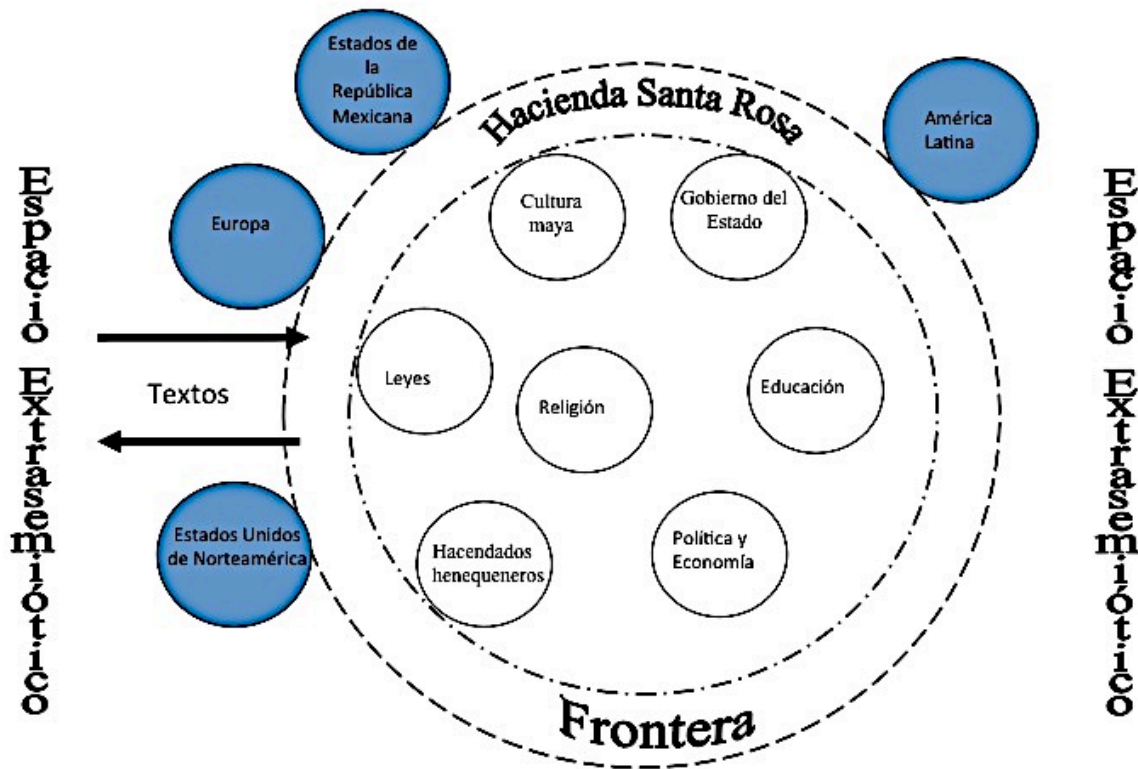 Estados de
la
República
Mexicana
Hacienda Santa Rosa
América
Latina
Europa
Cultura
maya
Gobierno del
Estado
Espacio Extrasemiótico
Textos
Leyes
Religión
Educación
Estados Unidos
de Norteamérica
Hacendados
henequeneros
Política y
Economía
Frontera
Espacio Extrasemiótico